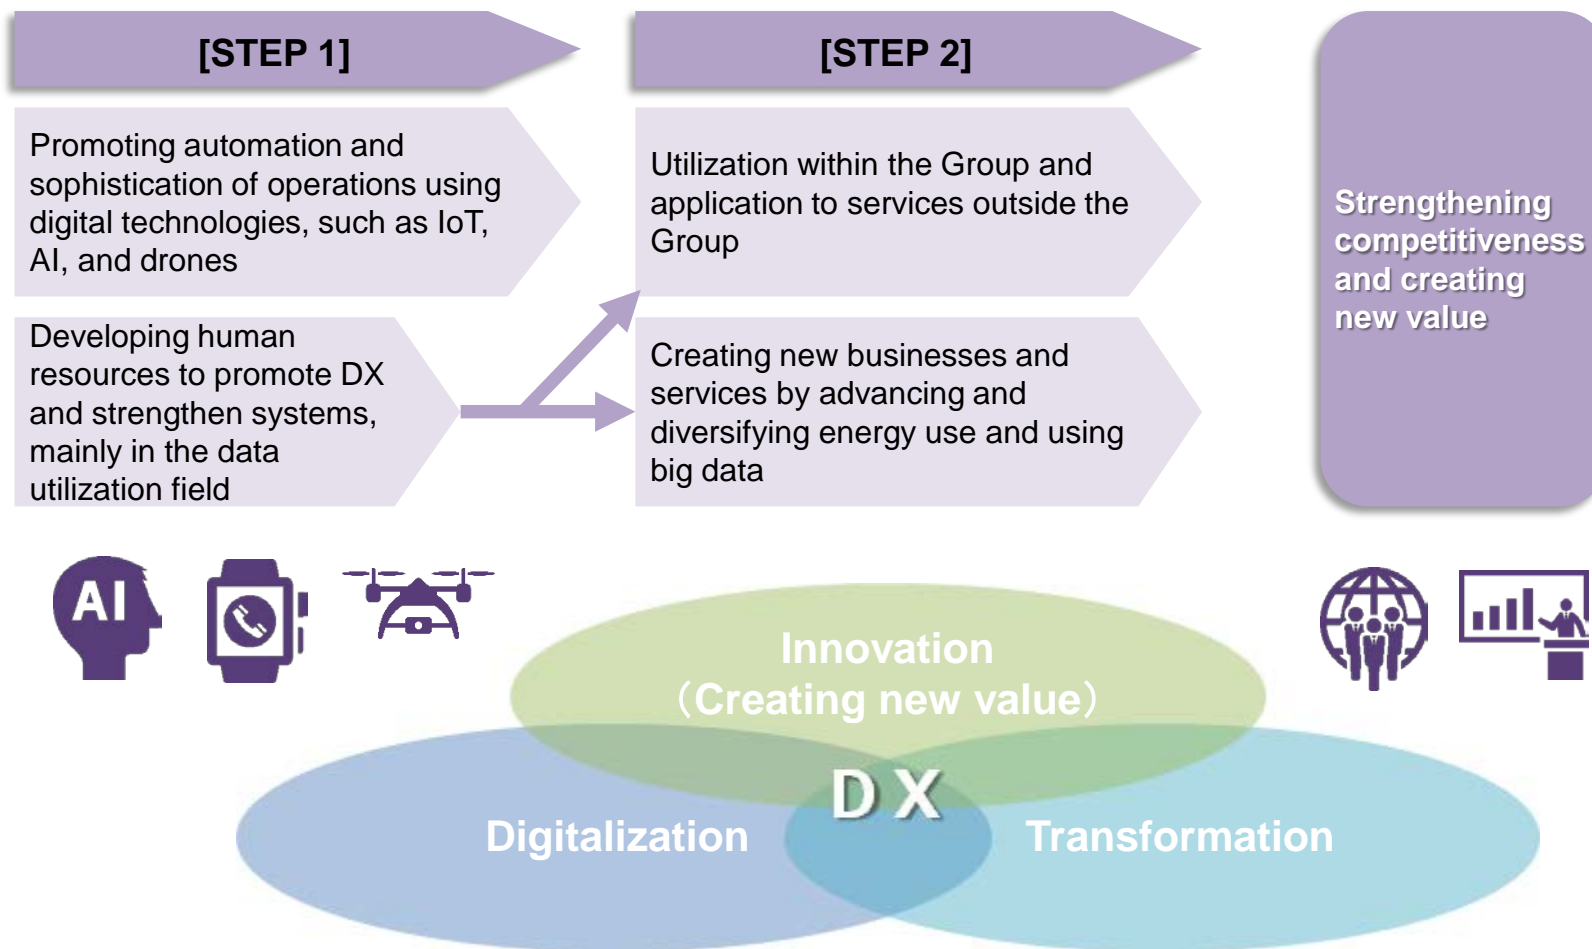 [STEP 1]
Promoting automation and
sophistication of operations using
digital technologies, such as IoT,
AI, and drones
Developing human
resources to promote DX
and strengthen systems,
mainly in the data
utilization field
[STEP 2]
Utilization within the Group and
application to services outside the
Group
Creating new businesses and
services by advancing and
diversifying energy use and using
big data
Strengthening
competitiveness
and creating
new value
AI
Innovation
（Creating new value）
DX
Digitalization
Transformation